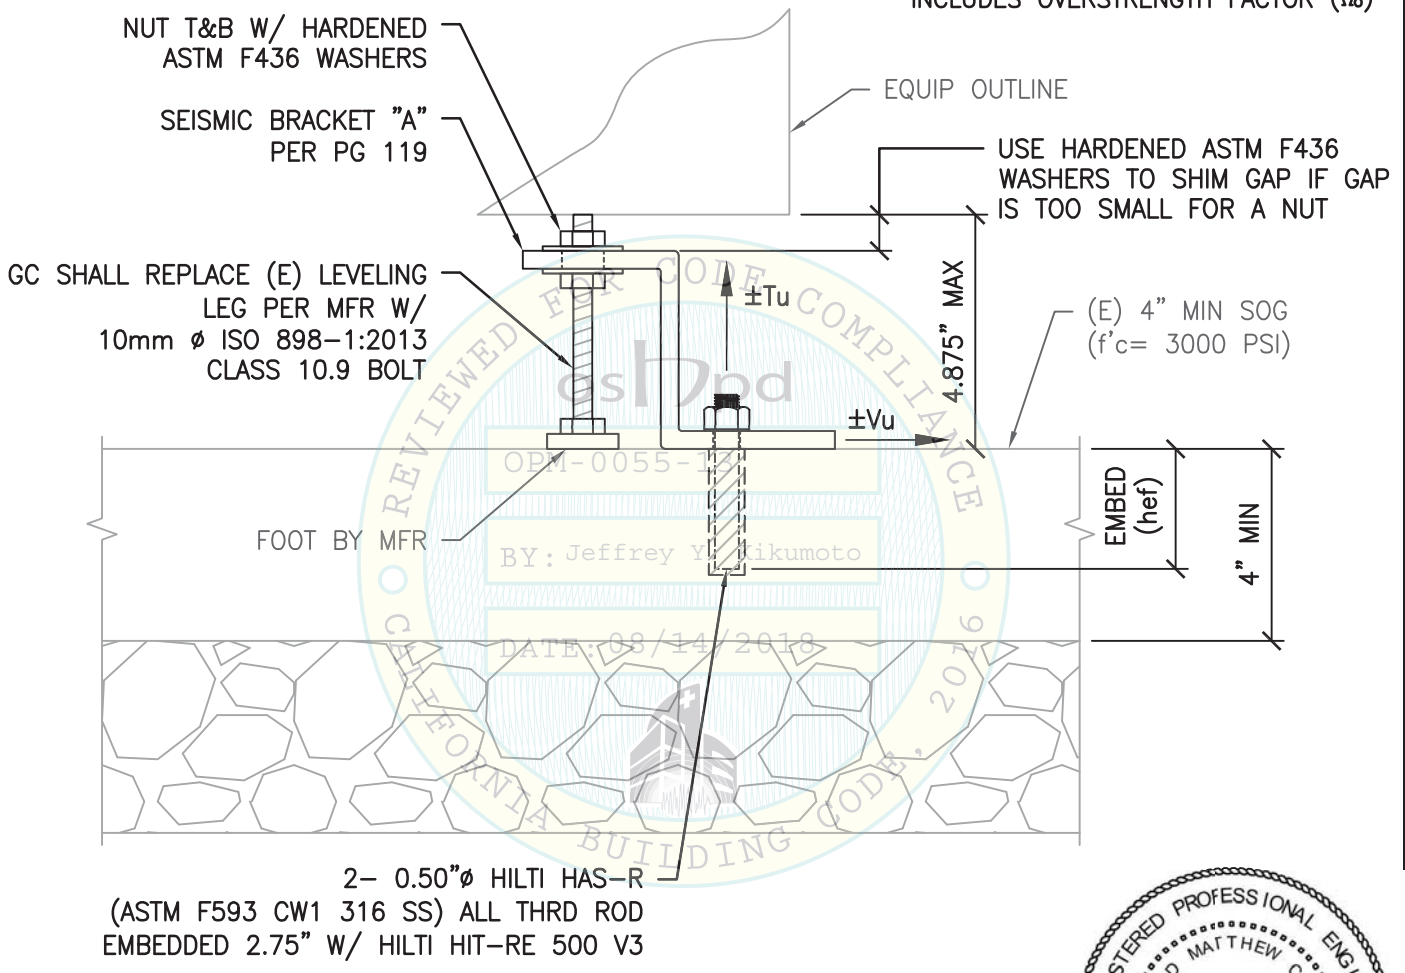 INCLUDES OVERSTRENGTH FACTOR (Ωo)
NUT T&B W/ HARDENED
ASTM F436 WASHERS
EQUIP OUTLINE
SEISMIC BRACKET "A"
PER PG 119
USE HARDENED ASTM F436
WASHERS TO SHIM GAP IF GAP
IS TOO SMALL FOR A NUT
GC SHALL REPLACE (E) LEVELING
LEG PER MFR W/
10mm ø ISO 898-1:2013
CLASS 10.9 BOLT
±Tu
4.875" MAX
(E) 4" MIN SOG
(f'c= 3000 PSI)
±Vu
REVIEWED FOR CODE COMPLIANCE
oshpd
OPM-0055-13
FOOT BY MFR
BY: Jeffrey Y. Kikumoto
EMBED
(hef)
4" MIN
DATE: 08/14/2018
CALIFORNIA BUILDING CODE, 2016
2- 0.50"ø HILTI HAS-R
(ASTM F593 CW1 316 SS) ALL THRD ROD
EMBEDDED 2.75" W/ HILTI HIT-RE 500 V3
PROFESSIONAL
MATTHEW